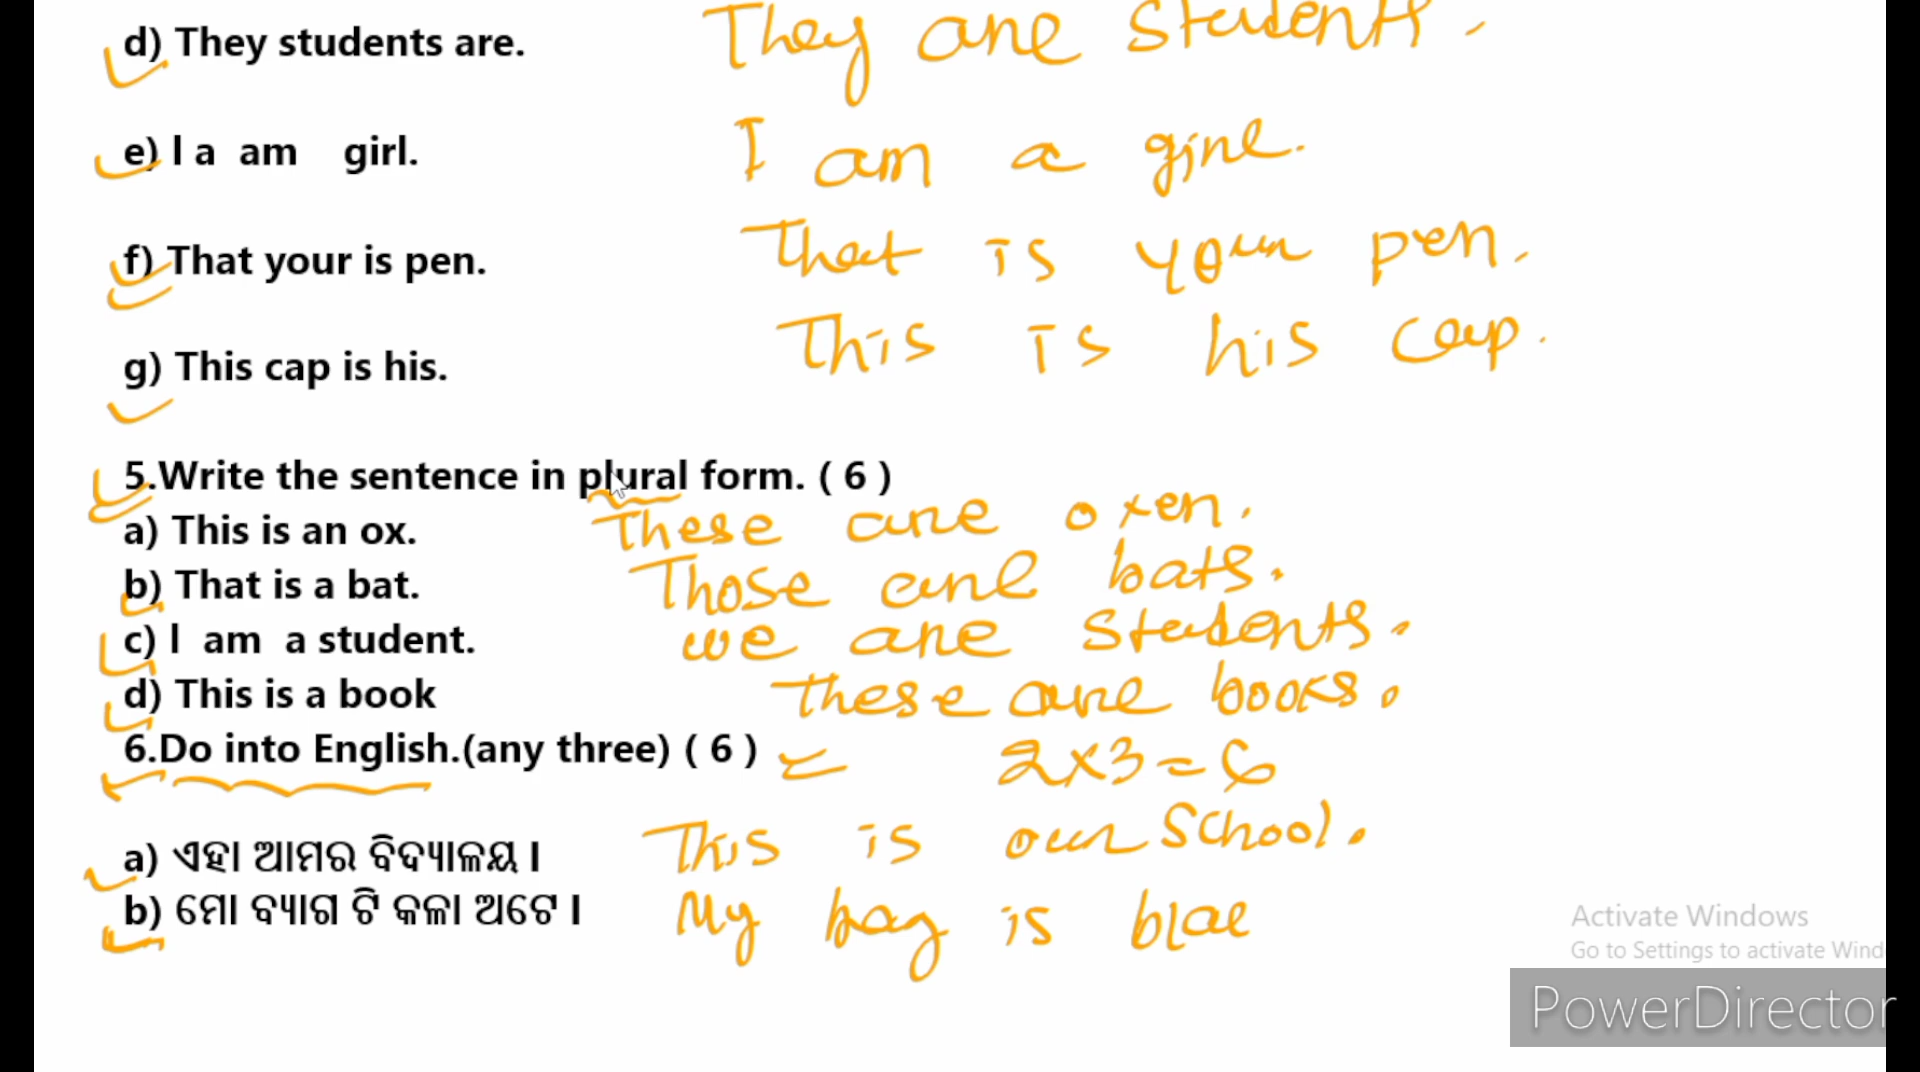 d) They students are. They are students.
e) I a am girl. I am a girl.
f) That your is pen. That is your pen.
g) This cap is his. This is his cap.
5.Write the sentence in plural form. ( 6 )
a) This is an ox. These are oxen.
b) That is a bat. Those are bats.
c) I am a student. we are students.
d) This is a book These are books.
6.Do into English.(any three) ( 6 ) 2x3=6
a) ଏହା ଆମର ବିଦ୍ୟାଳୟ l This is our School.
b) ମୋ ବ୍ୟାଗ ଟି କଳା ଅଟେ l My bag is blac
Activate Windows
Go to Settings to activate Wind
PowerDirector